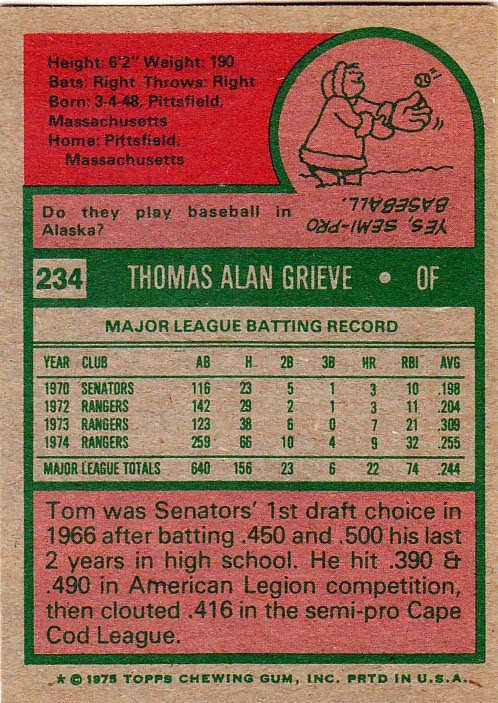 Height: 6'2" Weight: 190
Bats: Right Throws: Right
Born: 3-4-48, Pittsfield,
Massachusetts
Home: Pittsfield,
Massachusetts
Do they play baseball in
Alaska?
YES, SEMI-PRO
BASEBALL.
234 THOMAS ALAN GRIEVE • OF
MAJOR LEAGUE BATTING RECORD
YEAR CLUB AB H 2B 3B HR RBI AVG
1970 SENATORS 116 23 5 1 3 10 .198
1972 RANGERS 142 29 2 1 3 11 .204
1973 RANGERS 123 38 6 0 7 21 .309
1974 RANGERS 259 66 10 4 9 32 .255
MAJOR LEAGUE TOTALS 640 156 23 6 22 74 .244
Tom was Senators' 1st draft choice in
1966 after batting .450 and .500 his last
2 years in high school. He hit .390 &
.490 in American Legion competition,
then clouted .416 in the semi-pro Cape
Cod League.
* © 1975 TOPPS CHEWING GUM, INC. PRTD IN U.S.A.